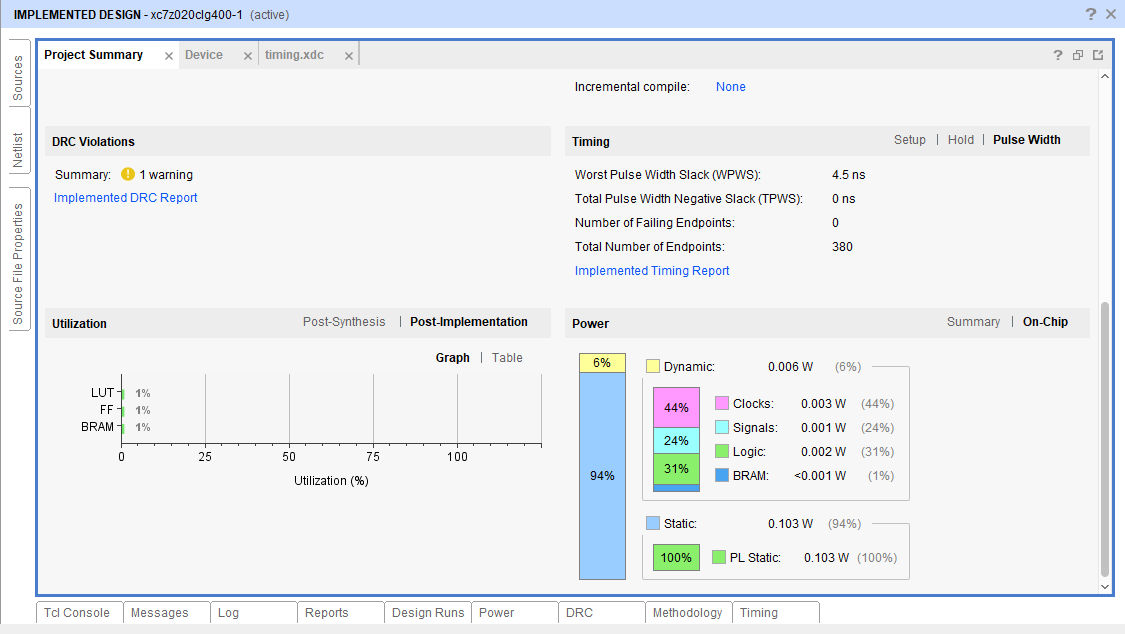 IMPLEMENTED DESIGN - xc7z020clg400-1 (active)
Sources
Netlist
Source File Properties
Project Summary
Device
timing.xdc
Incremental compile: None
DRC Violations
Summary: 1 warning
Implemented DRC Report
Timing
Setup | Hold | Pulse Width
Worst Pulse Width Slack (WPWS): 4.5 ns
Total Pulse Width Negative Slack (TPWS): 0 ns
Number of Failing Endpoints: 0
Total Number of Endpoints: 380
Implemented Timing Report
Utilization
Post-Synthesis | Post-Implementation
Graph | Table
LUT 1%
FF 1%
BRAM 1%
0 25 50 75 100
Utilization (%)
Power
Summary | On-Chip
6%
94%
Dynamic: 0.006 W (6%)
44%
24%
31%
Clocks: 0.003 W (44%)
Signals: 0.001 W (24%)
Logic: 0.002 W (31%)
BRAM: <0.001 W (1%)
Static: 0.103 W (94%)
100%
PL Static: 0.103 W (100%)
Tcl Console
Messages
Log
Reports
Design Runs
Power
DRC
Methodology
Timing